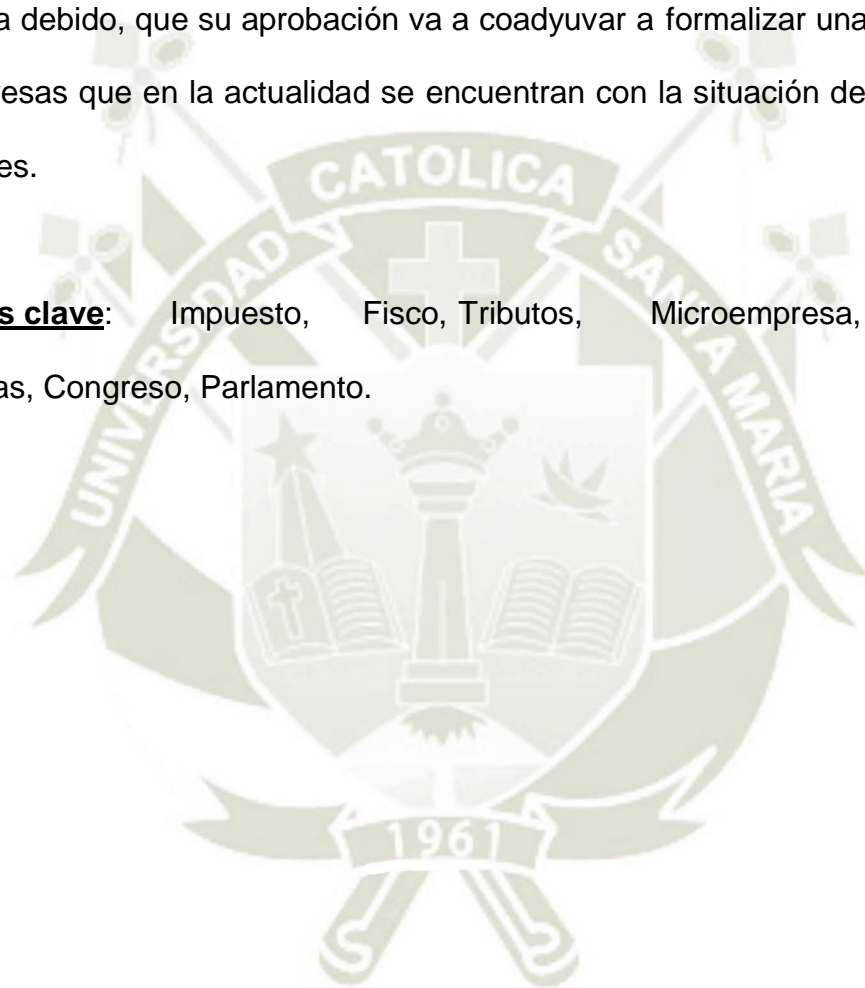 a debido, que su aprobación va a coadyuvar a formalizar una
esas que en la actualidad se encuentran con la situación de
es.
s clave: Impuesto, Fisco, Tributos, Microempresa,
as, Congreso, Parlamento.
UNIVERSIDAD CATOLICA SANTA MARIA
1961